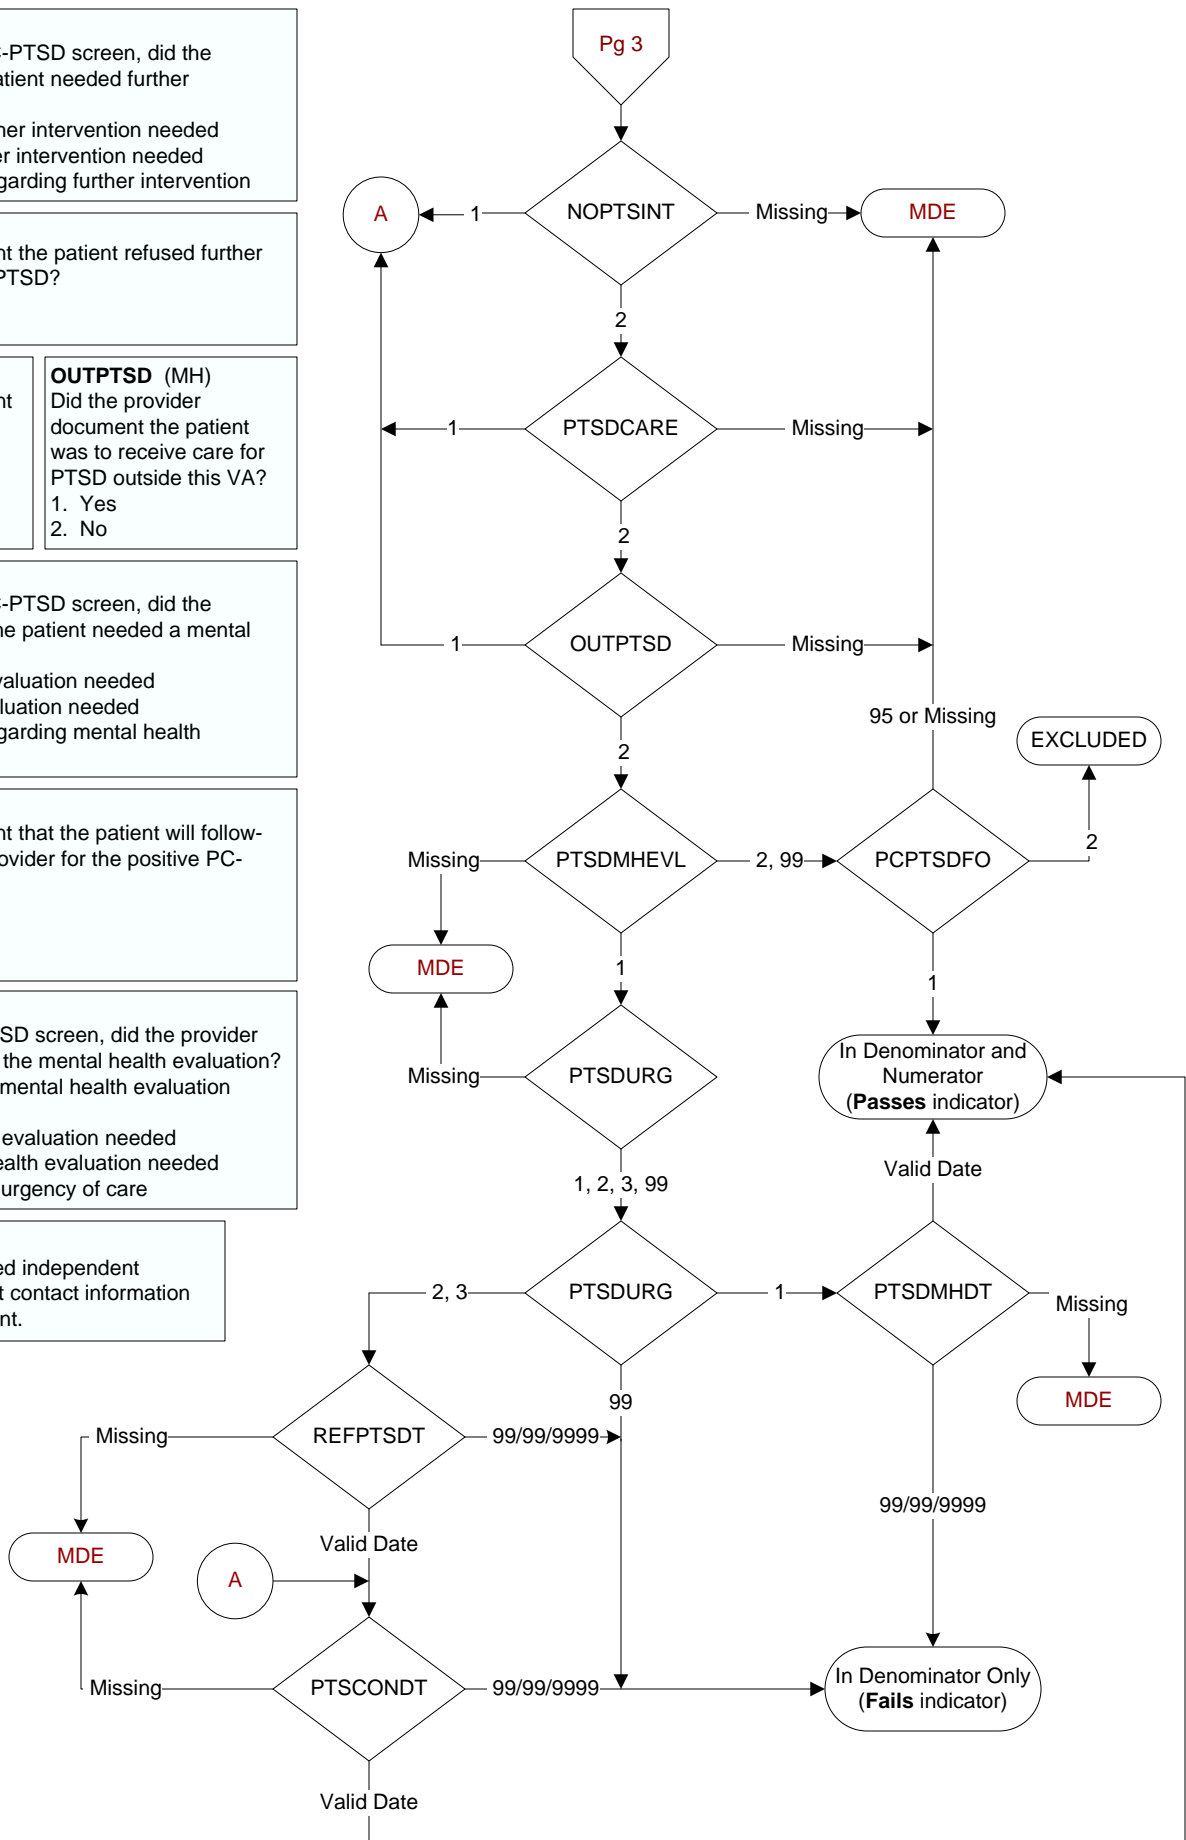 C-PTSD screen, did the
atient needed further
her intervention needed
er intervention needed
egarding further intervention
nt the patient refused further
PTSD?
nt
OUTPTSD (MH)
Did the provider
document the patient
was to receive care for
PTSD outside this VA?
1. Yes
2. No
C-PTSD screen, did the
he patient needed a mental
valuation needed
luation needed
garding mental health
nt that the patient will follow-
ovider for the positive PC-
SD screen, did the provider
the mental health evaluation?
mental health evaluation
evaluation needed
ealth evaluation needed
urgency of care
ed independent
t contact information
nt.
Pg 3
A
1
NOPTSINT
Missing
MDE
2
1
PTSDCARE
Missing
2
1
OUTPTSD
Missing
95 or Missing
EXCLUDED
2
Missing
PTSDMHEVL
2, 99
PCPTSDFO
2
MDE
1
1
Missing
PTSDURG
In Denominator and
Numerator
(Passes indicator)
Valid Date
1, 2, 3, 99
2, 3
PTSDURG
1
PTSDMHDT
Missing
99
MDE
Missing
REFPTSDT
99/99/9999
99/99/9999
MDE
Valid Date
A
Missing
PTSCONDT
99/99/9999
In Denominator Only
(Fails indicator)
Valid Date